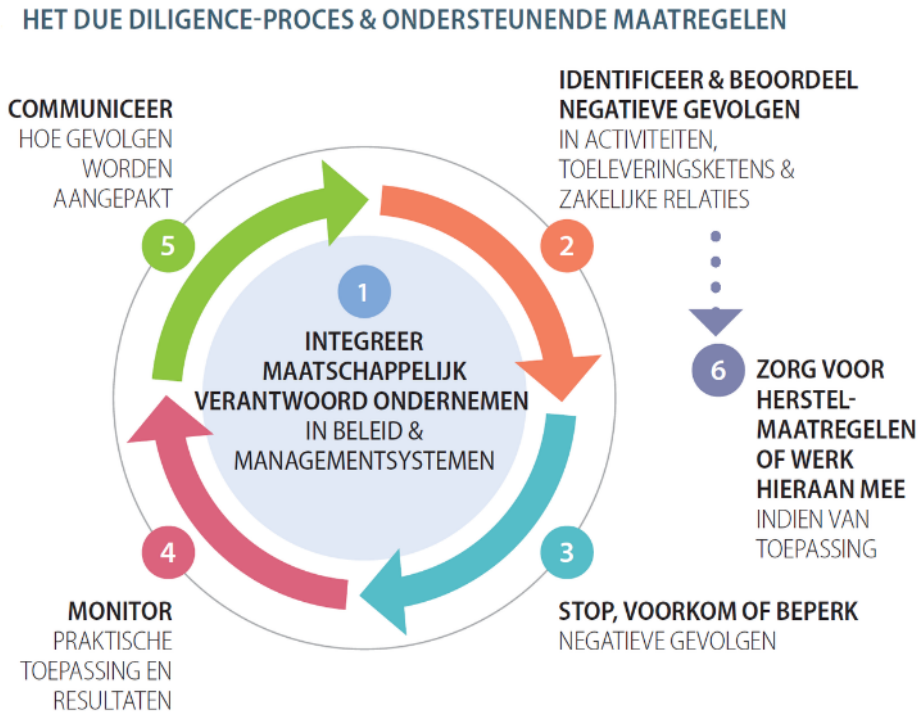 HET DUE DILIGENCE-PROCES & ONDERSTEUNENDE MAATREGELEN
1
INTEGREER
MAATSCHAPPELIJK
VERANTWOORD ONDERNEMEN
IN BELEID &
MANAGEMENTSYSTEMEN
2
IDENTIFICEER & BEOORDEEL
NEGATIEVE GEVOLGEN
IN ACTIVITEITEN,
TOELEVERINGSKETENS &
ZAKELIJKE RELATIES
3
STOP, VOORKOM OF BEPERK
NEGATIEVE GEVOLGEN
4
MONITOR
PRAKTISCHE
TOEPASSING EN
RESULTATEN
5
COMMUNICEER
HOE GEVOLGEN
WORDEN
AANGEPAKT
6
ZORG VOOR
HERSTEL-
MAATREGELEN
OF WERK
HIERAAN MEE
INDIEN VAN
TOEPASSING